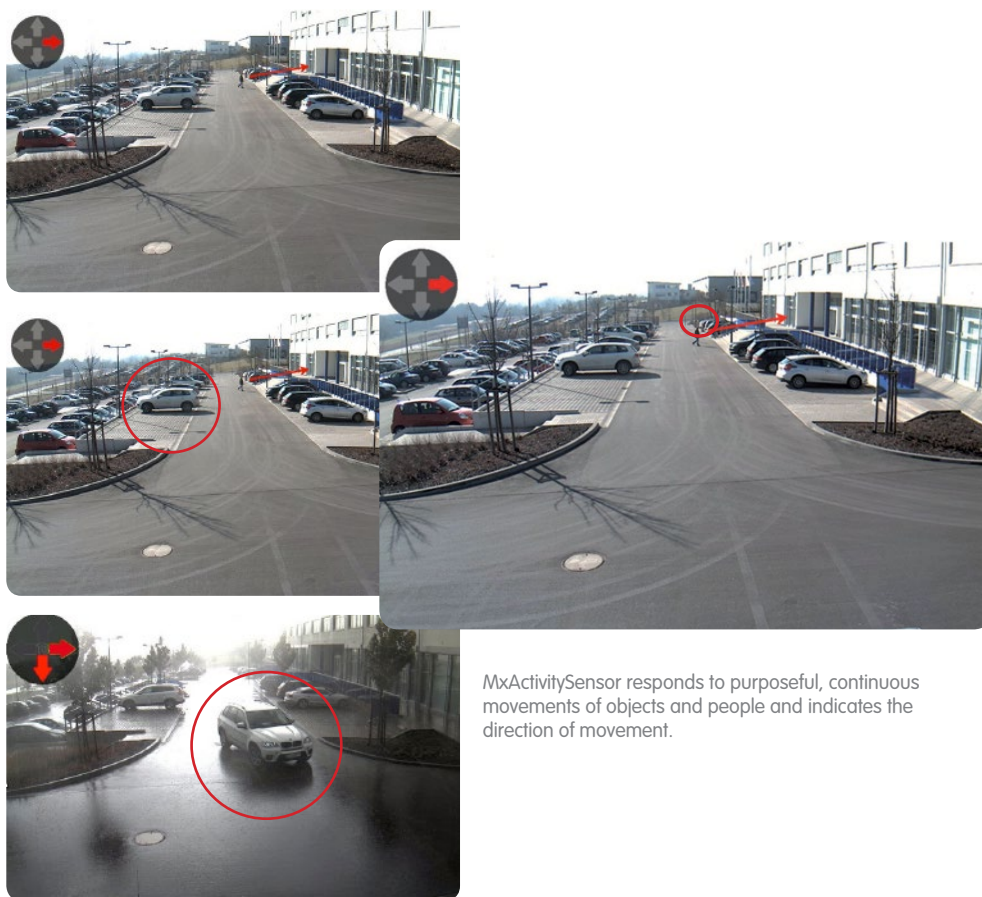 MxActivitySensor responds to purposeful, continuous
movements of objects and people and indicates the
direction of movement.